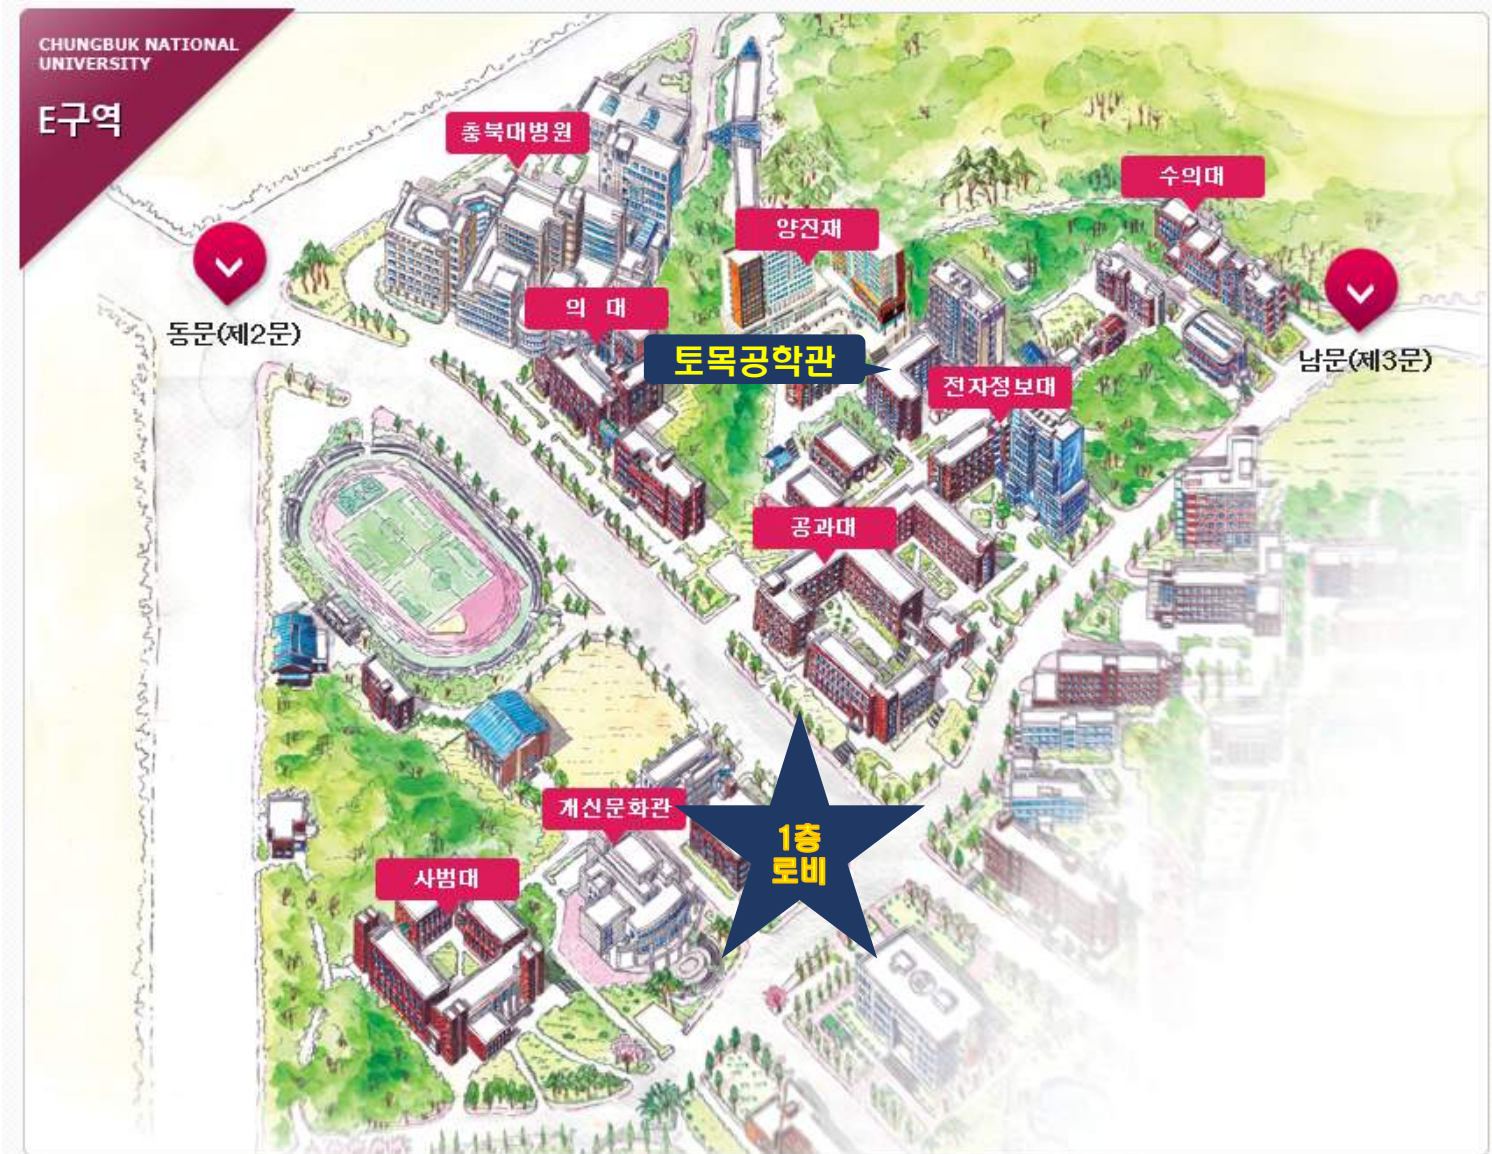 CHUNGBUK NATIONAL
UNIVERSITY
E구역
충북대병원
수의대
양진재
의 대
동문(제2문)
남문(제3문)
토목공학관
전자정보대
공과대
개신문화관
1층
로비
사범대